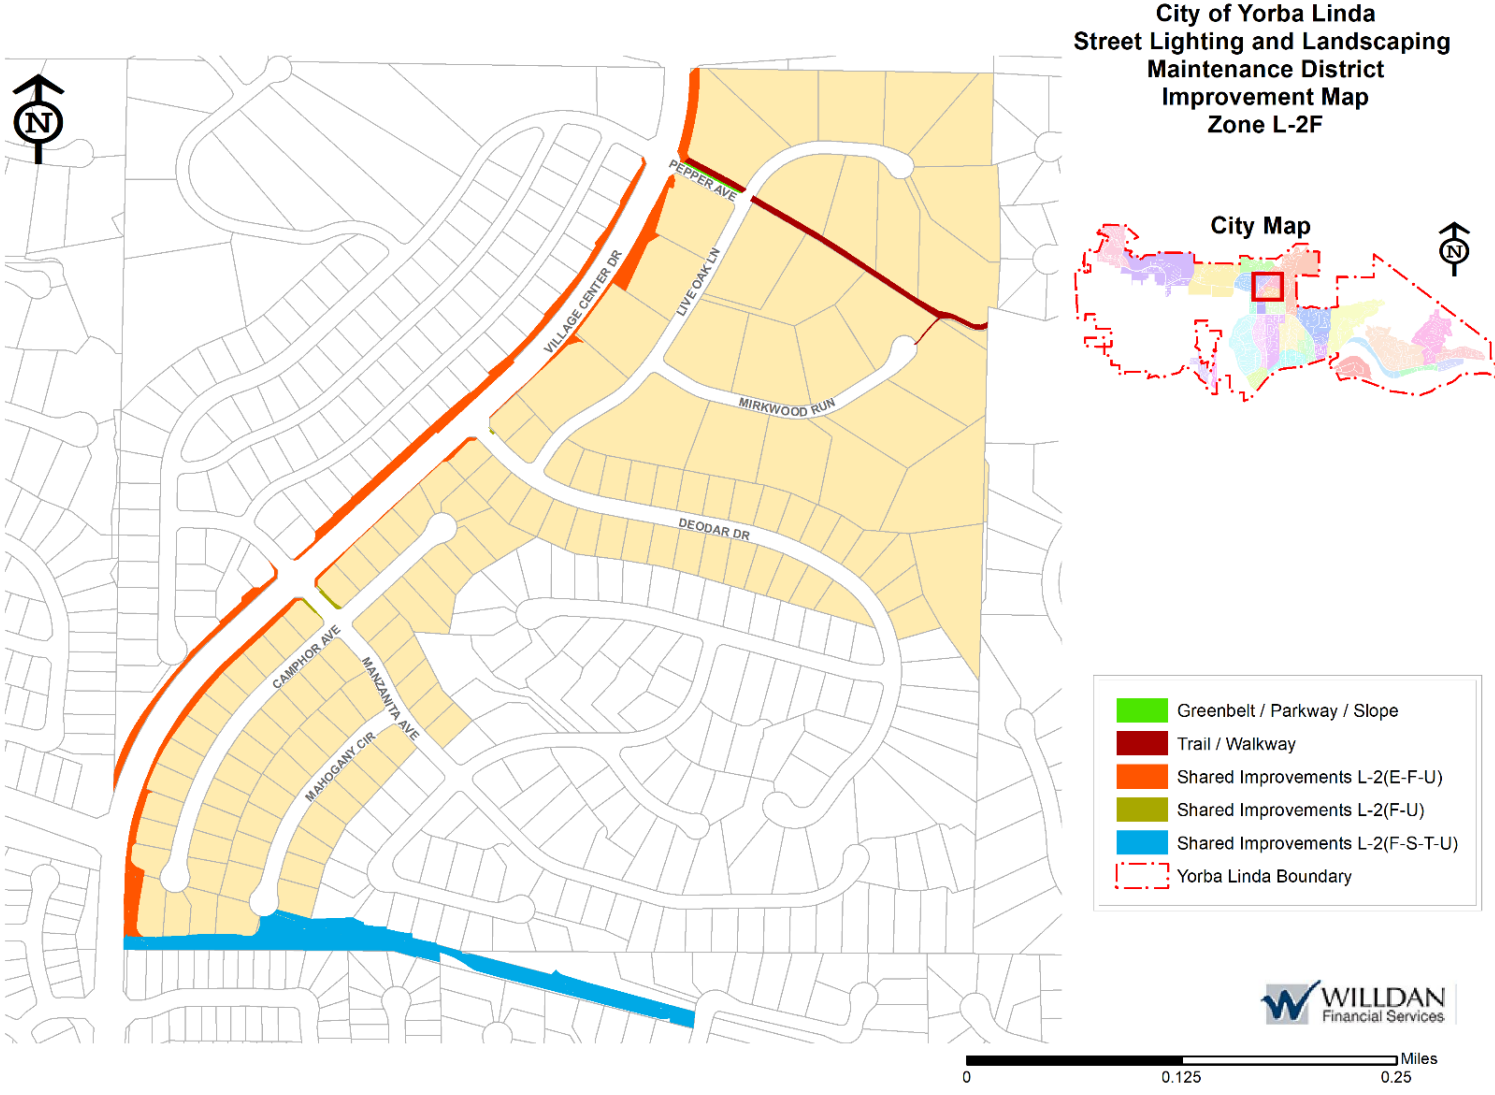 City of Yorba Linda
Street Lighting and Landscaping
Maintenance District
Improvement Map
Zone L-2F
N
City Map
N
PEPPER AVE
VILLAGE CENTER DR
LIVE OAK LN
MIRKWOOD RUN
DEODAR DR
CAMPHOR AVE
MANZANITA AVE
MAHOGANY CIR
Greenbelt / Parkway / Slope
Trail / Walkway
Shared Improvements L-2(E-F-U)
Shared Improvements L-2(F-U)
Shared Improvements L-2(F-S-T-U)
Yorba Linda Boundary
W WILLDAN
Financial Services
Miles
0
0.125
0.25